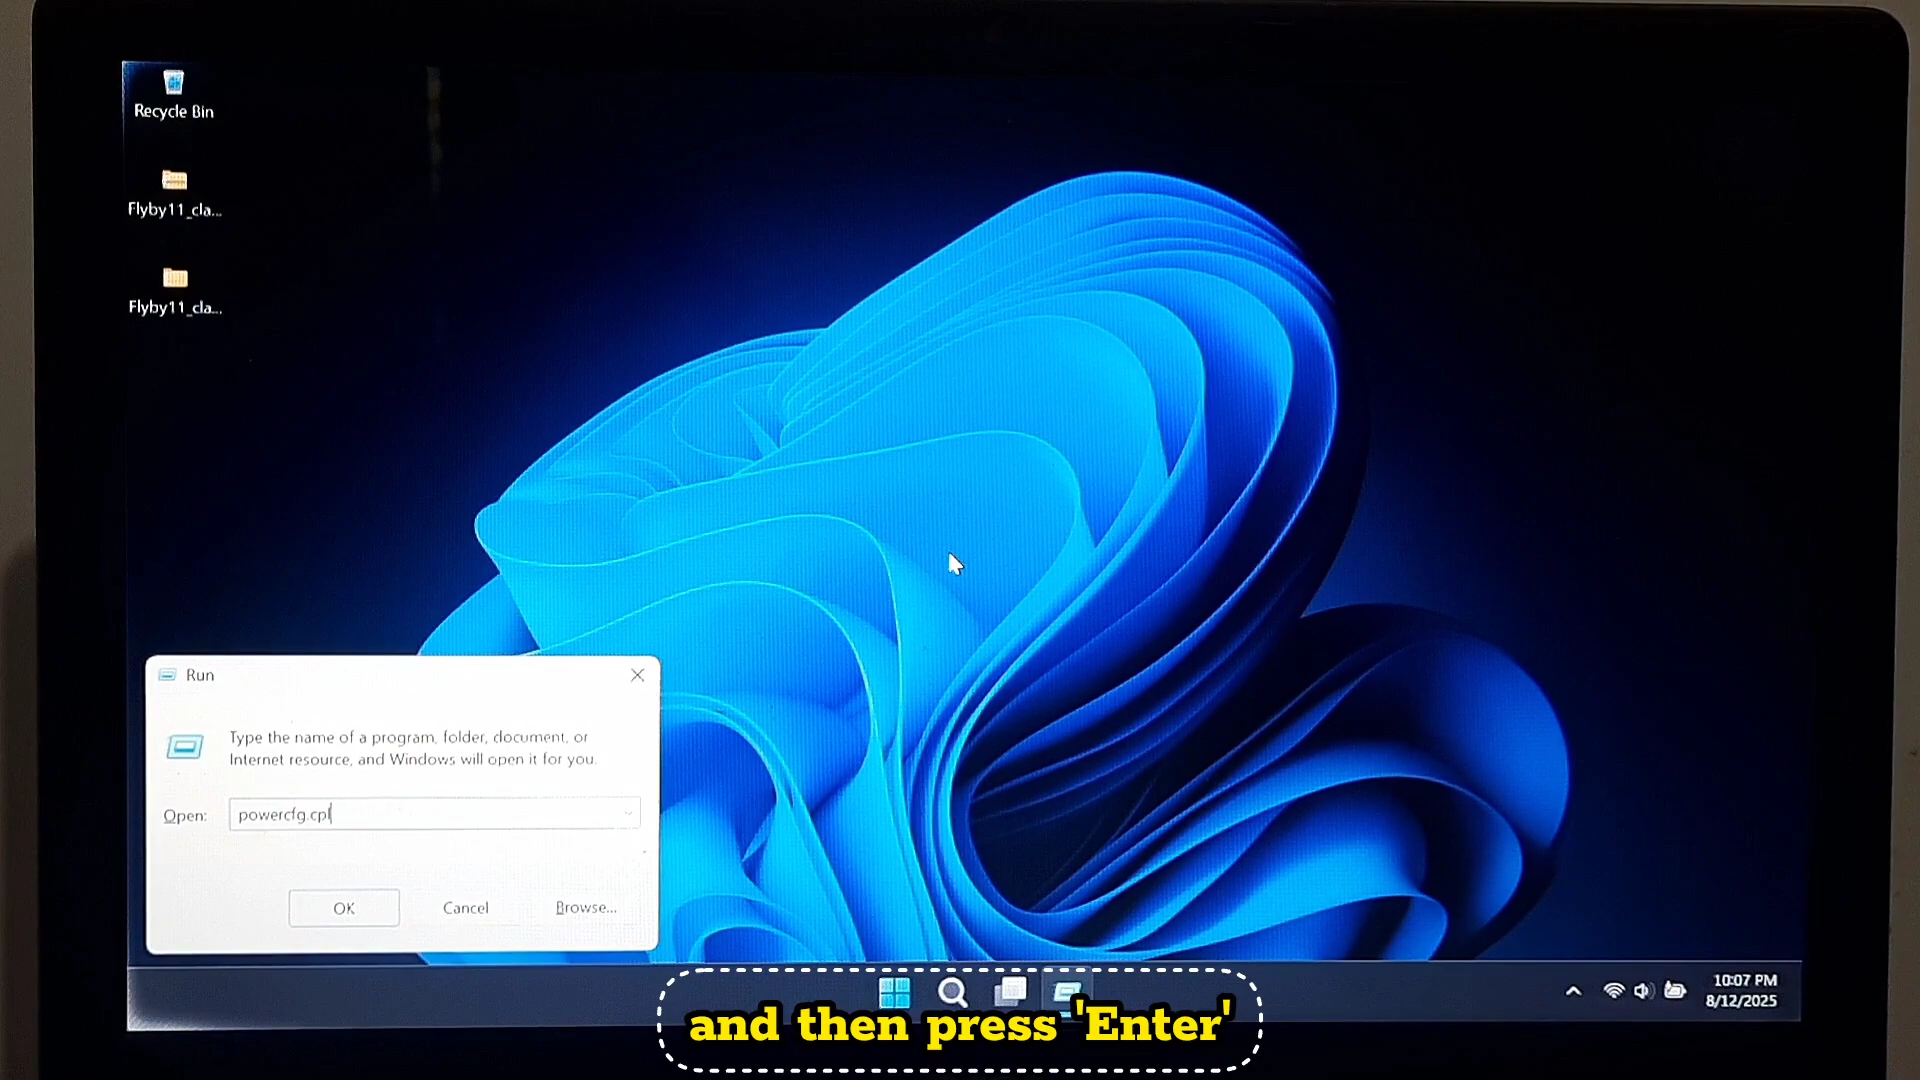 Recycle Bin
Flyby11_cla...
Flyby11_cla...
Run
Type the name of a program, folder, document, or
Internet resource, and Windows will open it for you.
Open:
powercfg.cpl
OK
Cancel
Browse...
10:07 PM
8/12/2025
and then press 'Enter'